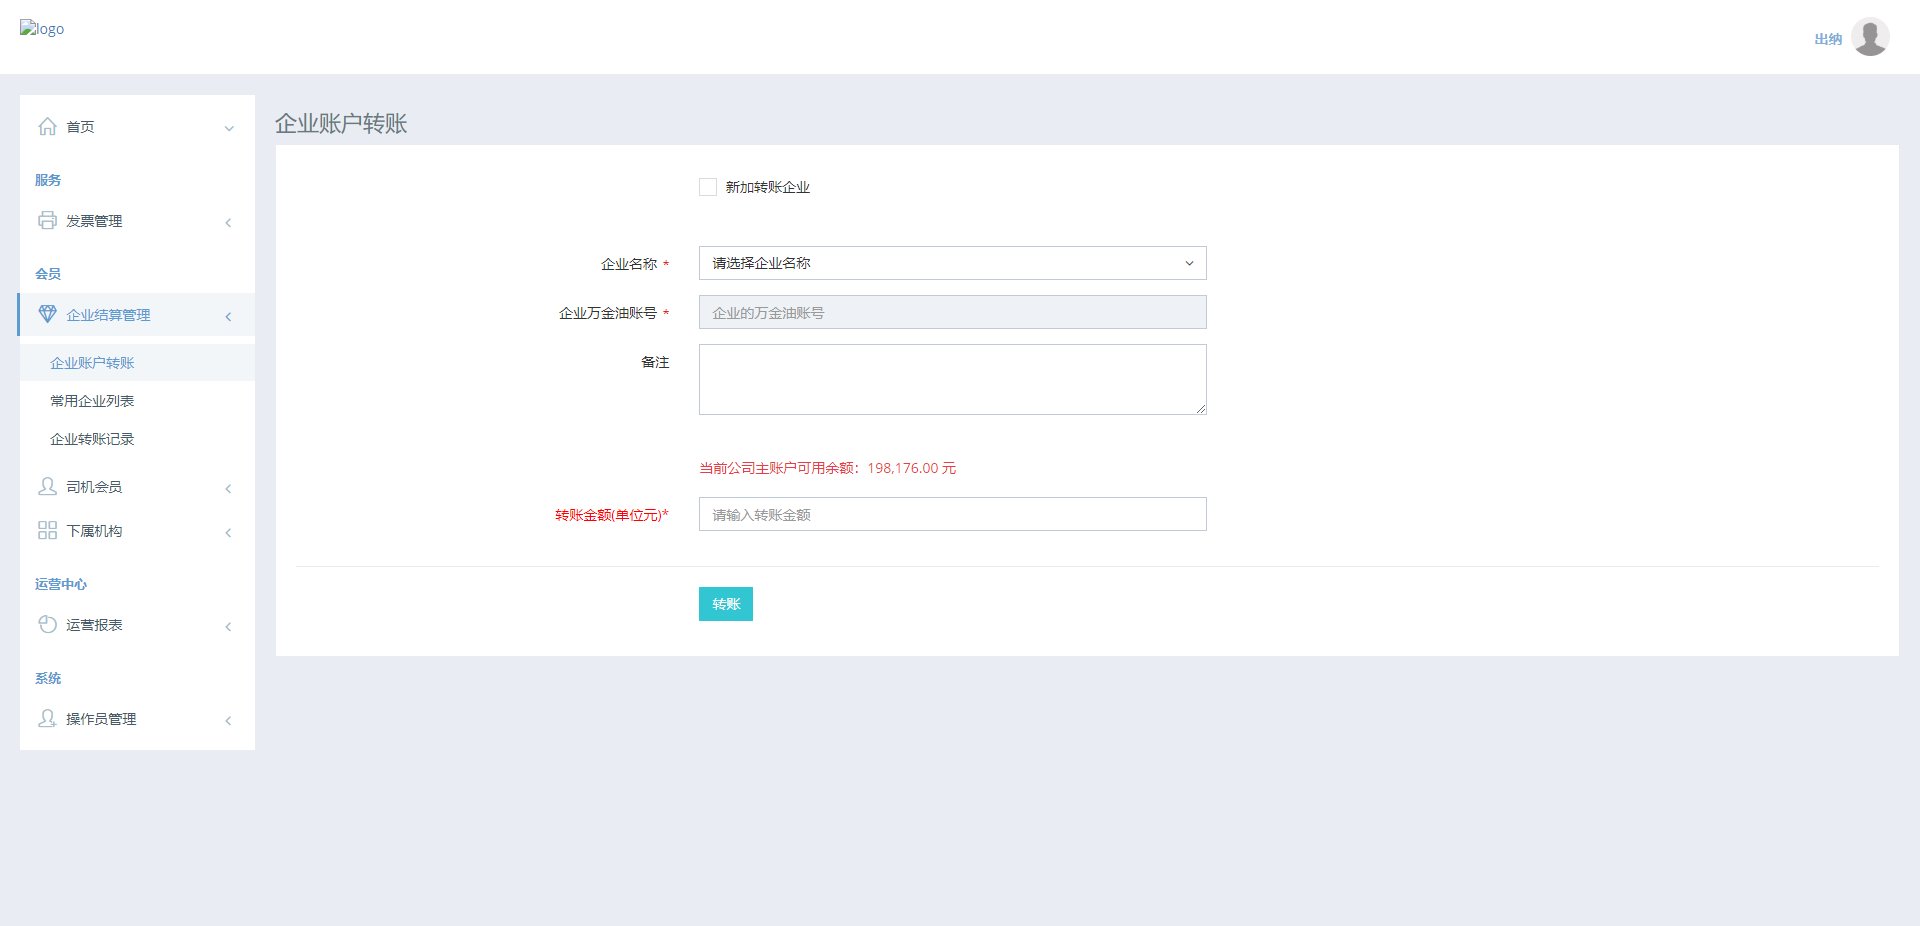 logo
出纳
首页
服务
发票管理
会员
企业结算管理
企业账户转账
常用企业列表
企业转账记录
司机会员
下属机构
运营中心
运营报表
系统
操作员管理
企业账户转账
新加转账企业
企业名称 *
请选择企业名称
企业万金油账号 *
企业的万金油账号
备注
当前公司主账户可用余额：198,176.00 元
转账金额(单位元)*
请输入转账金额
转账